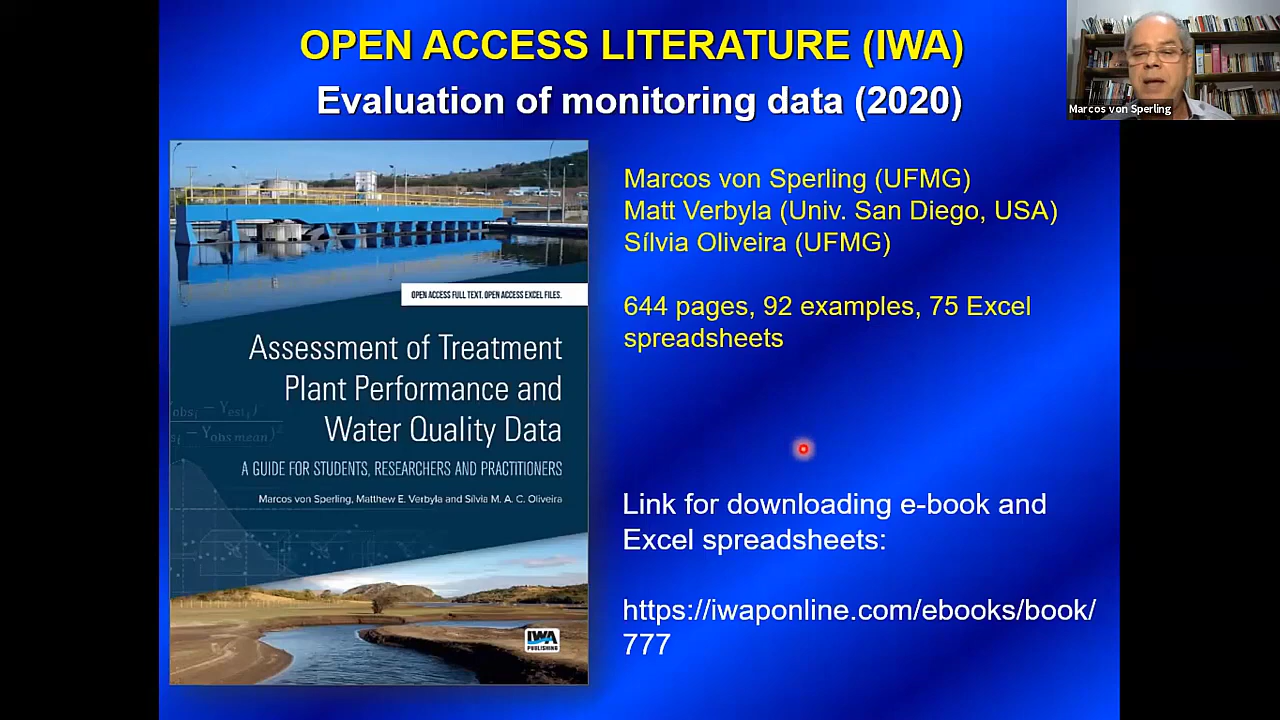 OPEN ACCESS LITERATURE (IWA)
Evaluation of monitoring data (2020)
Marcos von Sperling
Marcos von Sperling (UFMG)
Matt Verbyla (Univ. San Diego, USA)
Sílvia Oliveira (UFMG)
644 pages, 92 examples, 75 Excel
spreadsheets
OPEN ACCESS FULL TEXT. OPEN ACCESS EXCEL FILES.
Assessment of Treatment
Plant Performance and
Water Quality Data
A GUIDE FOR STUDENTS, RESEARCHERS AND PRACTITIONERS
Marcos von Sperling, Matthew E. Verbyla and Sílvia M. A. C. Oliveira
IWA
PUBLISHING
Link for downloading e-book and
Excel spreadsheets:
https://iwaponline.com/ebooks/book/
777